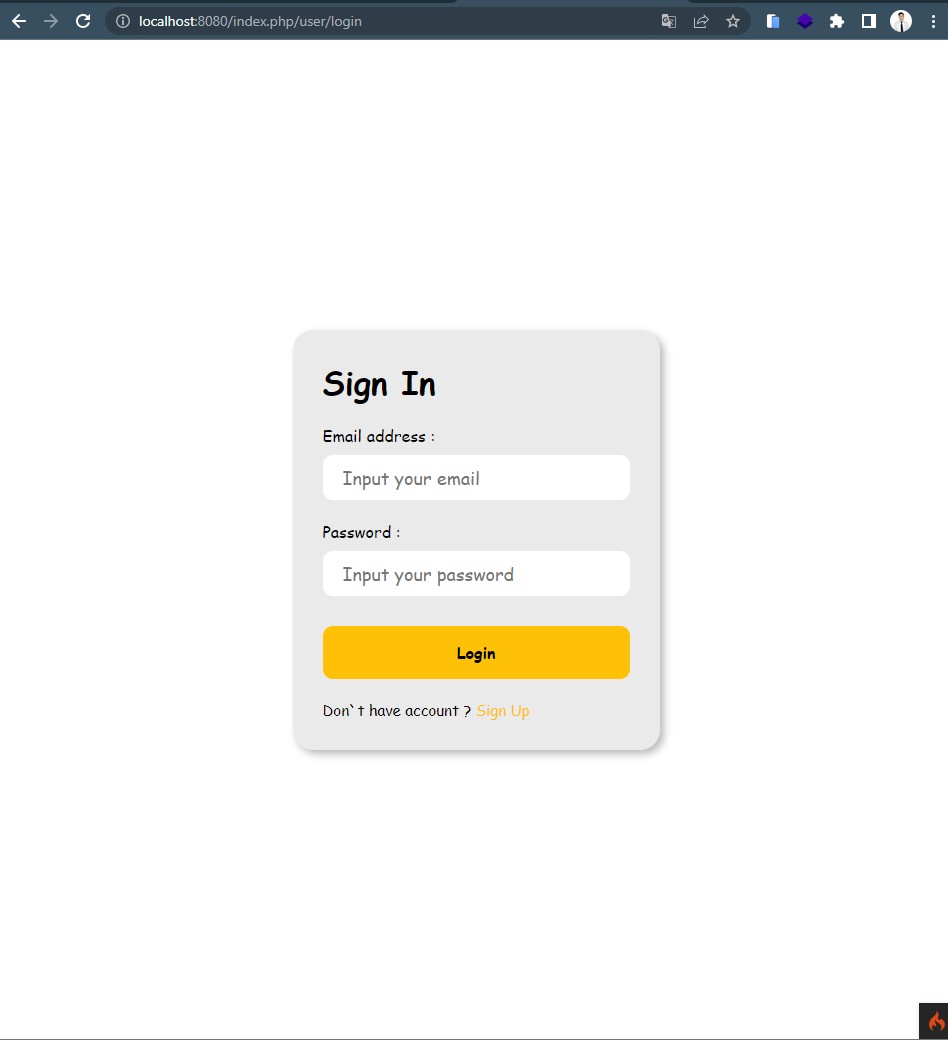 localhost:8080/index.php/user/login
Sign In
Email address :
Input your email
Password :
Input your password
Login
Don`t have account ? Sign Up